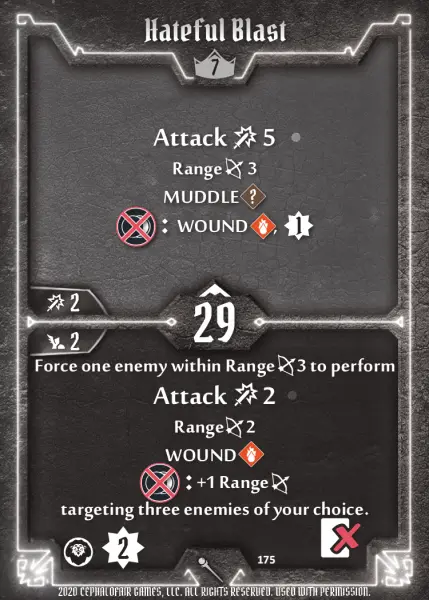 Hateful Blast
7
Attack 5
Range 3
MUDDLE ?
: WOUND , 1
2
29
2
Force one enemy within Range 3 to perform
Attack 2
Range 2
WOUND
: +1 Range
targeting three enemies of your choice.
2
175
2020 CEPHALOFAIR GAMES, LLC. ALL RIGHTS RESERVED. USED WITH PERMISSION.